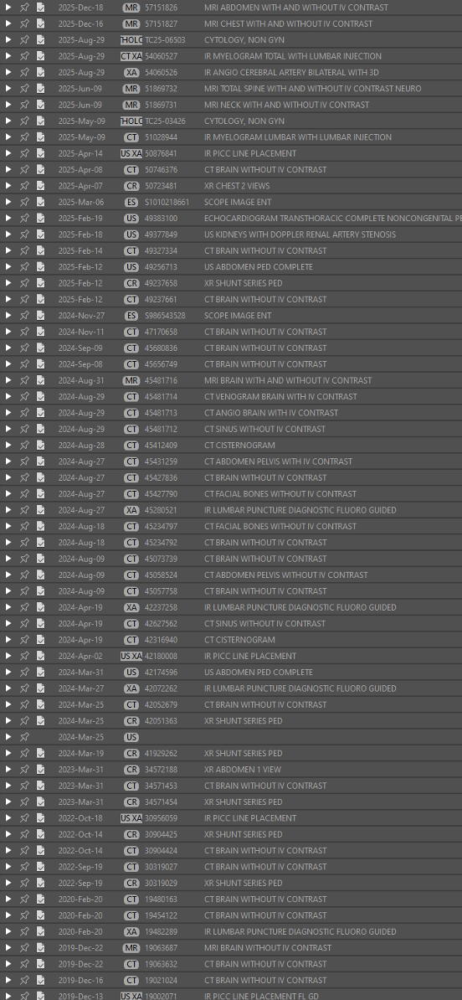 2025-Dec-18 MR 57151826 MRI ABDOMEN WITH AND WITHOUT IV CONTRAST
2025-Dec-16 MR 57151827 MRI CHEST WITH AND WITHOUT IV CONTRAST
2025-Aug-29 THOLC TC25-06503 CYTOLOGY, NON GYN
2025-Aug-29 CT XA 54060527 IR MYELOGRAM TOTAL WITH LUMBAR INJECTION
2025-Aug-29 XA 54060526 IR ANGIO CEREBRAL ARTERY BILATERAL WITH 3D
2025-Jun-09 MR 51869732 MRI TOTAL SPINE WITH AND WITHOUT IV CONTRAST NEURO
2025-Jun-09 MR 51869731 MRI NECK WITH AND WITHOUT IV CONTRAST
2025-May-09 THOLC TC25-03426 CYTOLOGY, NON GYN
2025-May-09 CT 51028944 IR MYELOGRAM LUMBAR WITH LUMBAR INJECTION
2025-Apr-14 US XA 50876841 IR PICC LINE PLACEMENT
2025-Apr-08 CT 50746376 CT BRAIN WITHOUT IV CONTRAST
2025-Apr-07 CR 50723481 XR CHEST 2 VIEWS
2025-Mar-06 ES S1010218661 SCOPE IMAGE ENT
2025-Feb-19 US 49383100 ECHOCARDIOGRAM TRANSTHORACIC COMPLETE NONCONGENITAL PE
2025-Feb-18 US 49377849 US KIDNEYS WITH DOPPLER RENAL ARTERY STENOSIS
2025-Feb-14 CT 49327334 CT BRAIN WITHOUT IV CONTRAST
2025-Feb-12 US 49256713 US ABDOMEN PED COMPLETE
2025-Feb-12 CR 49237658 XR SHUNT SERIES PED
2025-Feb-12 CT 49237661 CT BRAIN WITHOUT IV CONTRAST
2024-Nov-27 ES S986543528 SCOPE IMAGE ENT
2024-Nov-11 CT 47170658 CT BRAIN WITHOUT IV CONTRAST
2024-Sep-09 CT 45680836 CT BRAIN WITHOUT IV CONTRAST
2024-Sep-08 CT 45656749 CT BRAIN WITHOUT IV CONTRAST
2024-Aug-31 MR 45481716 MRI BRAIN WITH AND WITHOUT IV CONTRAST
2024-Aug-29 CT 45481714 CT VENOGRAM BRAIN WITH IV CONTRAST
2024-Aug-29 CT 45481713 CT ANGIO BRAIN WITH IV CONTRAST
2024-Aug-29 CT 45481712 CT SINUS WITHOUT IV CONTRAST
2024-Aug-28 CT 45412409 CT CISTERNOGRAM
2024-Aug-27 CT 45431259 CT ABDOMEN PELVIS WITH IV CONTRAST
2024-Aug-27 CT 45427836 CT BRAIN WITHOUT IV CONTRAST
2024-Aug-27 CT 45427790 CT FACIAL BONES WITHOUT IV CONTRAST
2024-Aug-27 XA 45280521 IR LUMBAR PUNCTURE DIAGNOSTIC FLUORO GUIDED
2024-Aug-18 CT 45234797 CT FACIAL BONES WITHOUT IV CONTRAST
2024-Aug-18 CT 45234792 CT BRAIN WITHOUT IV CONTRAST
2024-Aug-09 CT 45073739 CT BRAIN WITHOUT IV CONTRAST
2024-Aug-09 CT 45058524 CT ABDOMEN PELVIS WITHOUT IV CONTRAST
2024-Aug-09 CT 45057758 CT BRAIN WITHOUT IV CONTRAST
2024-Apr-19 XA 42237258 IR LUMBAR PUNCTURE DIAGNOSTIC FLUORO GUIDED
2024-Apr-19 CT 42627562 CT SINUS WITHOUT IV CONTRAST
2024-Apr-19 CT 42316940 CT CISTERNOGRAM
2024-Apr-02 US XA 42180008 IR PICC LINE PLACEMENT
2024-Mar-31 US 42174596 US ABDOMEN PED COMPLETE
2024-Mar-27 XA 42072262 IR LUMBAR PUNCTURE DIAGNOSTIC FLUORO GUIDED
2024-Mar-25 CT 42052679 CT BRAIN WITHOUT IV CONTRAST
2024-Mar-25 CR 42051363 XR SHUNT SERIES PED
2024-Mar-25 US
2024-Mar-19 CR 41929262 XR SHUNT SERIES PED
2023-Mar-31 CR 34572188 XR ABDOMEN 1 VIEW
2023-Mar-31 CT 34571453 CT BRAIN WITHOUT IV CONTRAST
2023-Mar-31 CR 34571454 XR SHUNT SERIES PED
2022-Oct-18 US XA 30956059 IR PICC LINE PLACEMENT
2022-Oct-14 CR 30904425 XR SHUNT SERIES PED
2022-Oct-14 CT 30904424 CT BRAIN WITHOUT IV CONTRAST
2022-Sep-19 CT 30319027 CT BRAIN WITHOUT IV CONTRAST
2022-Sep-19 CR 30319029 XR SHUNT SERIES PED
2020-Feb-20 CT 19480163 CT BRAIN WITHOUT IV CONTRAST
2020-Feb-20 CT 19454122 CT BRAIN WITHOUT IV CONTRAST
2020-Feb-20 XA 19482289 IR LUMBAR PUNCTURE DIAGNOSTIC FLUORO GUIDED
2019-Dec-22 MR 19063687 MRI BRAIN WITHOUT IV CONTRAST
2019-Dec-22 CT 19063632 CT BRAIN WITHOUT IV CONTRAST
2019-Dec-16 CT 19021024 CT BRAIN WITHOUT IV CONTRAST
2019-Dec-13 US XA 19002071 IR PICC LINE PLACEMENT FL GD